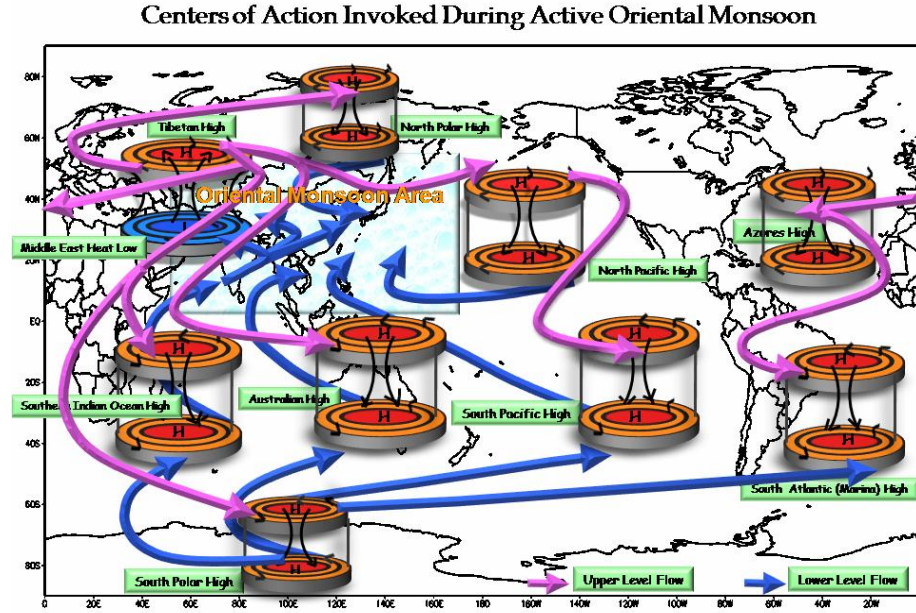 Centers of Action Invoked During Active Oriental Monsoon
80N
60N
40N
20N
EQ
20S
40S
60S
80S
Tibetan High
H
North Polar High
H
Oriental Monsoon Area
H
H
Azores High
Middle East Heat Low
North Pacific High
H
H
H
H
H
H
H
Southern Indian Ocean High
Australian High
South Pacific High
H
H
H
H
South Atlantic (Marina) High
H
South Polar High
H
Upper Level Flow
Lower Level Flow
0
20E
40E
60E
80E
100E
120E
140E
160E
180
160W
140W
120W
100W
80W
60W
40W
20W